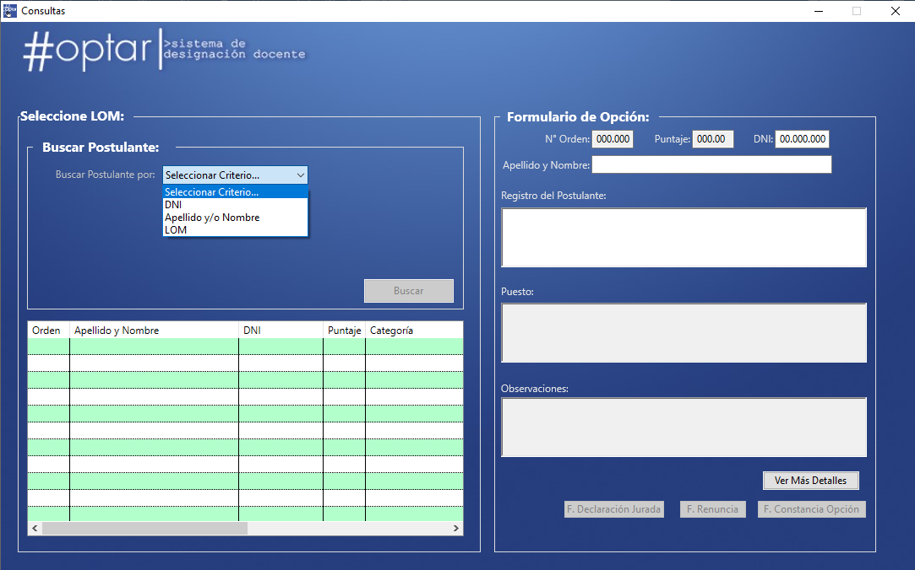 Consultas
#optar
>sistema de
designación docente
Seleccione LOM:
Buscar Postulante:
Buscar Postulante por: Seleccionar Criterio...
Seleccionar Criterio...
DNI
Apellido y/o Nombre
LOM
Buscar
Orden Apellido y Nombre DNI Puntaje Categoría
Formulario de Opción:
N° Orden: 000.000 Puntaje: 000.00 DNI: 00.000.000
Apellido y Nombre:
Registro del Postulante:
Puesto:
Observaciones:
Ver Más Detalles
F. Declaración Jurada F. Renuncia F. Constancia Opción